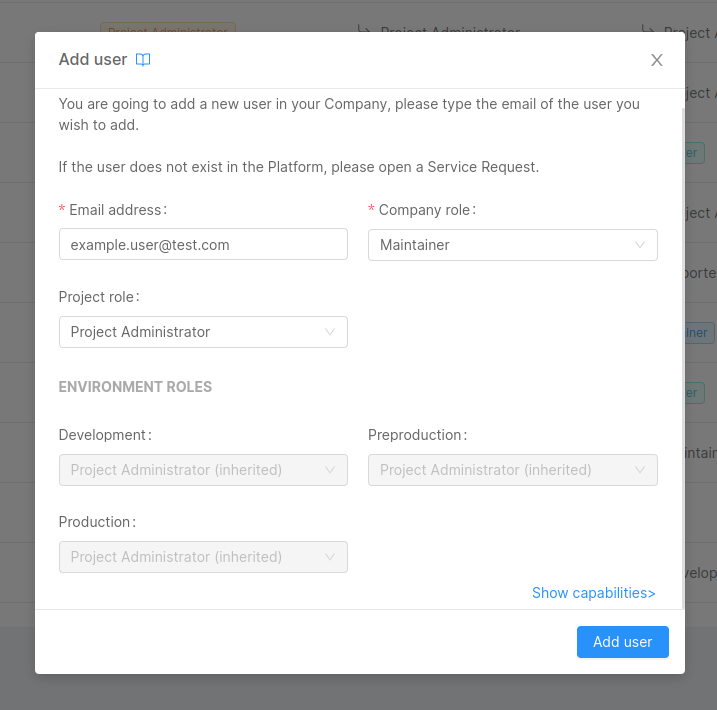 Project Administrator
Project Administrator
Add user
You are going to add a new user in your Company, please type the email of the user you
wish to add.
If the user does not exist in the Platform, please open a Service Request.
* Email address:
* Company role:
example.user@test.com
Maintainer
Project role:
Project Administrator
ENVIRONMENT ROLES
Development:
Preproduction:
Project Administrator (inherited)
Project Administrator (inherited)
Production:
Project Administrator (inherited)
Show capabilities>
Add user